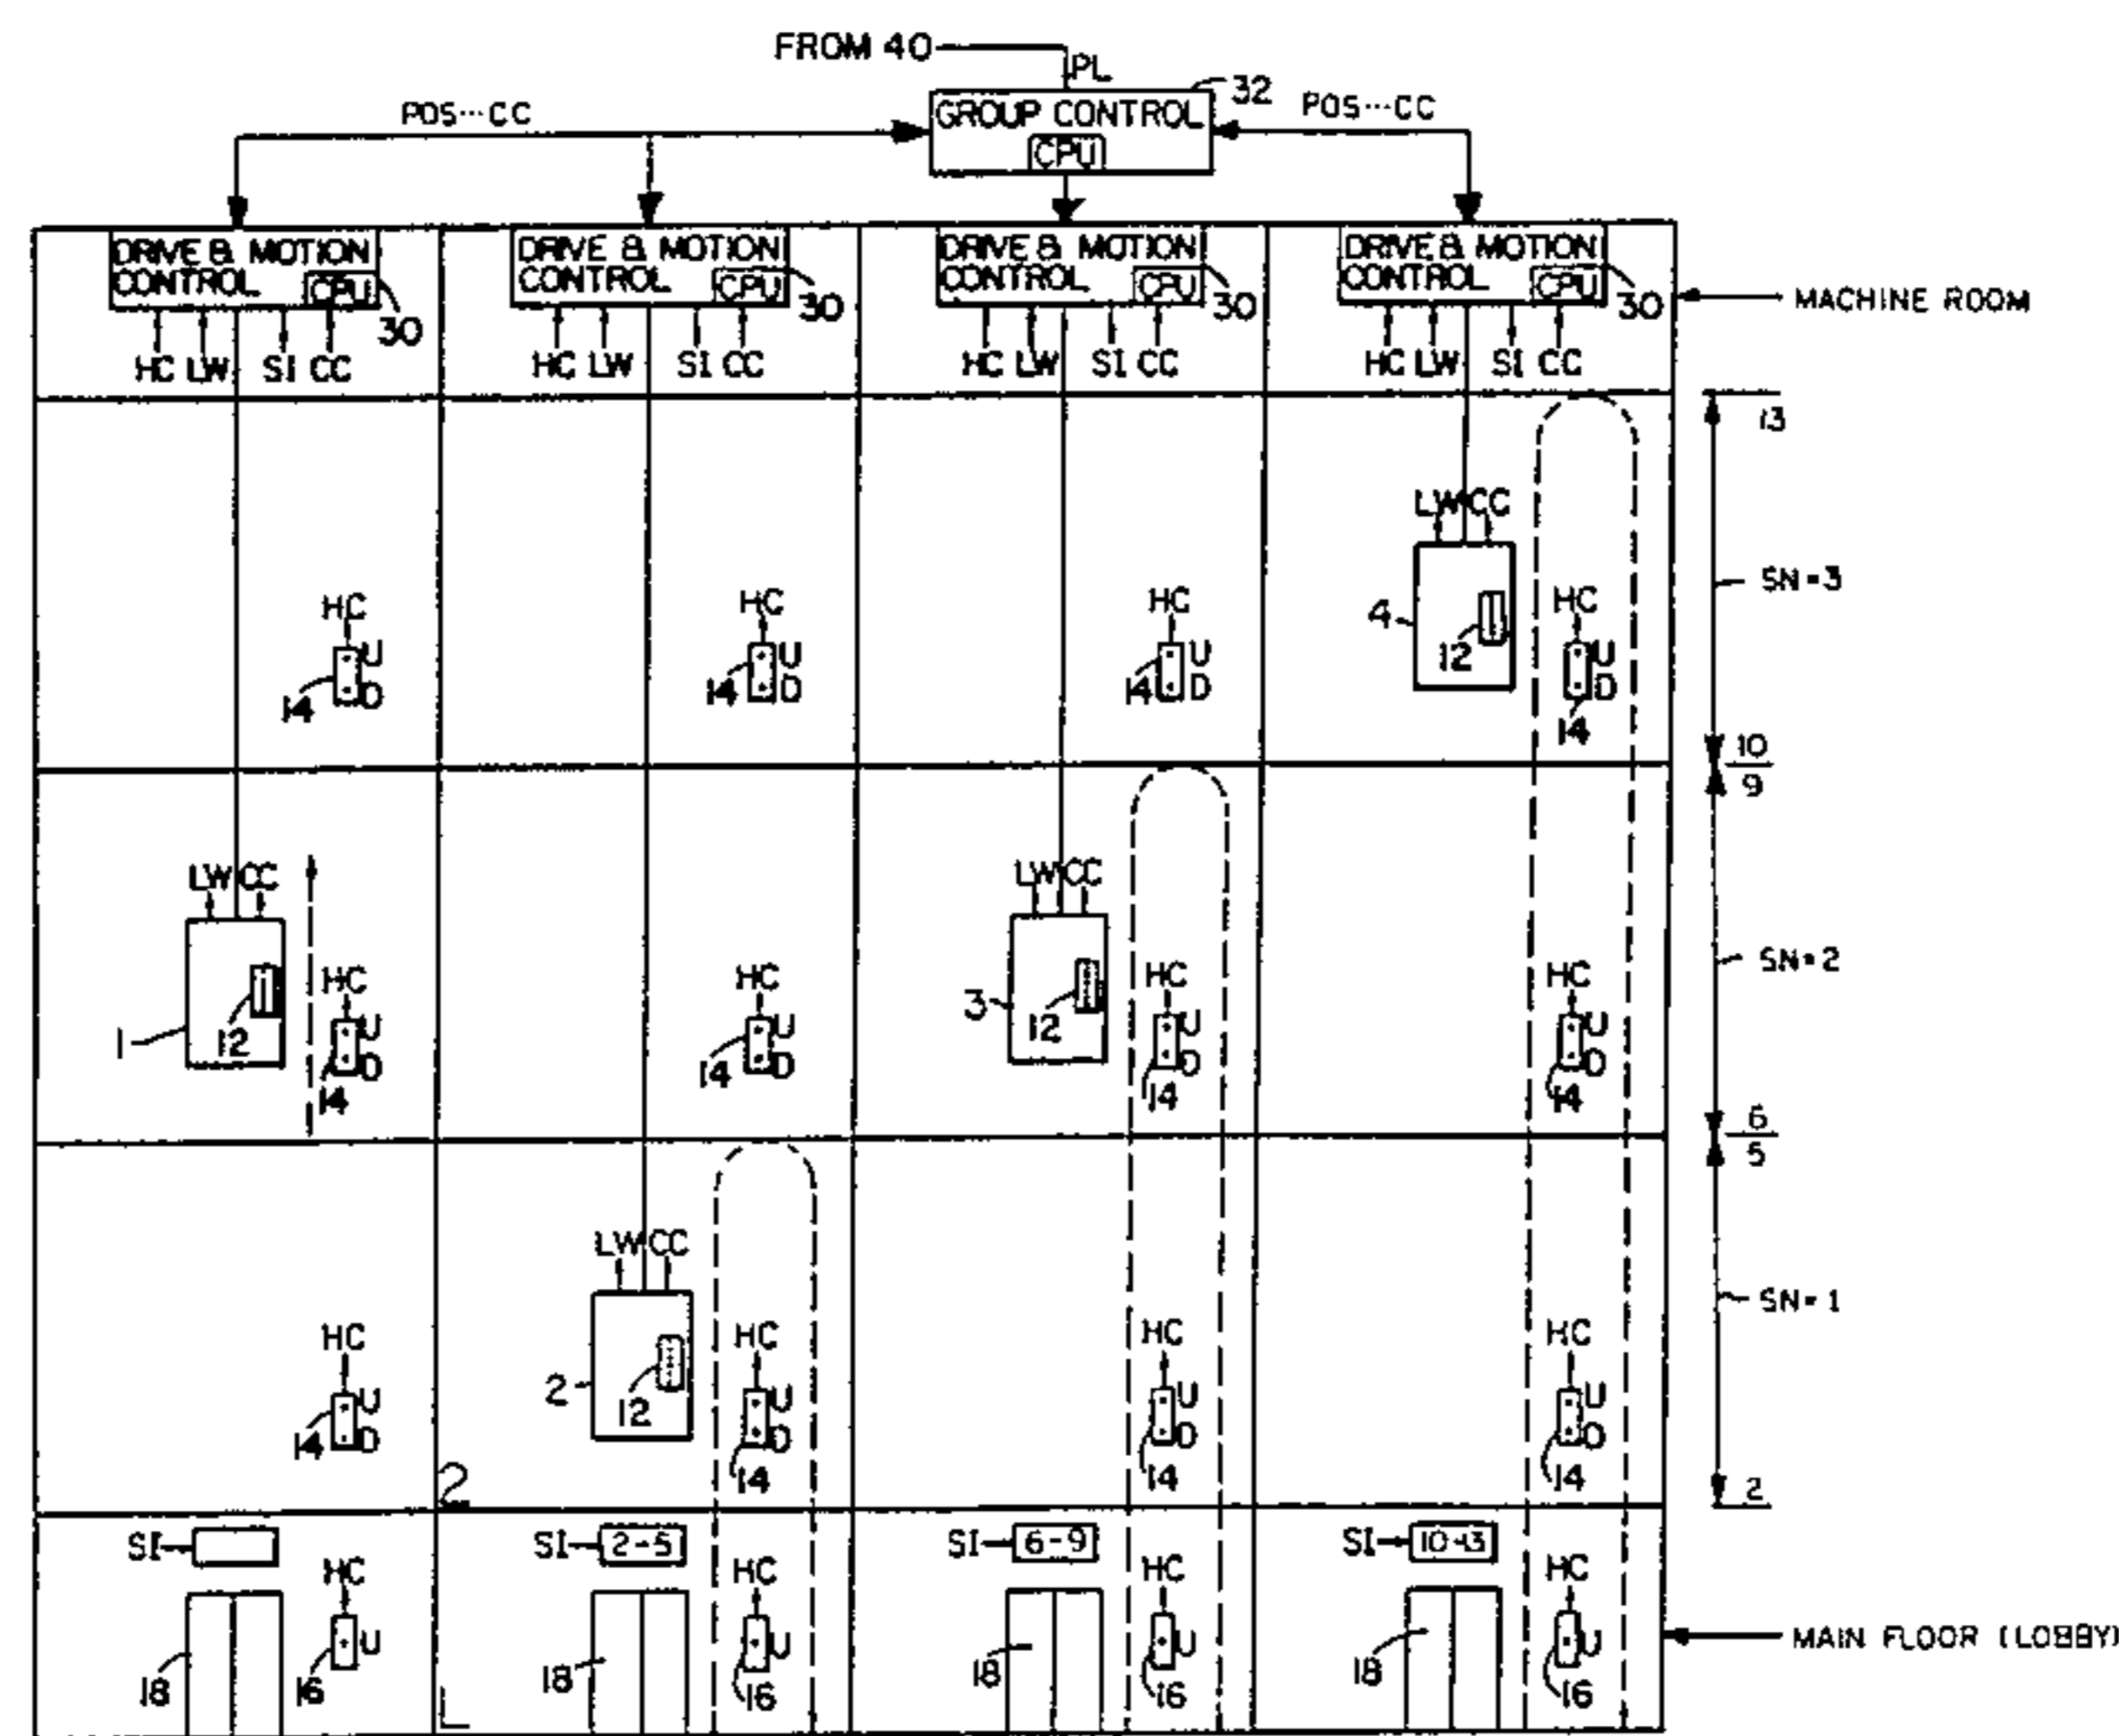 FROM 40
PL
POS···CC
GROUP CONTROL
CPU
32
POS···CC
DRIVE & MOTION CONTROL
CPU
30
DRIVE & MOTION CONTROL
CPU
30
DRIVE & MOTION CONTROL
CPU
30
DRIVE & MOTION CONTROL
CPU
30
MACHINE ROOM
HC LW SI CC
HC LW SI CC
HC LW SI CC
HC LW SI CC
13
LW CC
SN=3
HC
U
D
14
HC
U
D
14
HC
U
D
14
4
12
HC
U
D
14
10
9
LW CC
1
12
HC
U
D
14
HC
U
D
14
LW CC
3
12
HC
U
D
14
HC
U
D
14
SN=2
6
5
HC
U
D
14
LW CC
2
12
HC
U
D
14
HC
U
D
14
HC
U
D
14
SN=1
2
2
SI
HC
U
18
16
SI 2-5
HC
U
18
16
SI 6-9
HC
U
18
16
SI 10-13
HC
U
18
16
MAIN FLOOR (LOBBY)